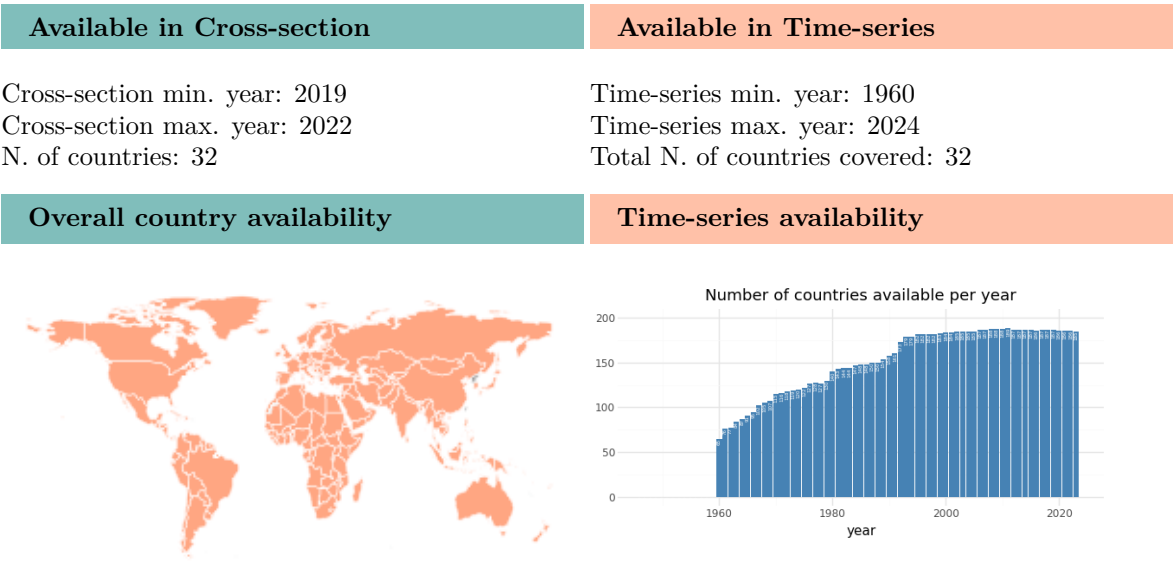 Available in Cross-section
Available in Time-series
Cross-section min. year: 2019
Cross-section max. year: 2022
N. of countries: 32
Time-series min. year: 1960
Time-series max. year: 2024
Total N. of countries covered: 32
Overall country availability
Time-series availability
Number of countries available per year
200
150
100
50
0
1960
1980
2000
2020
year